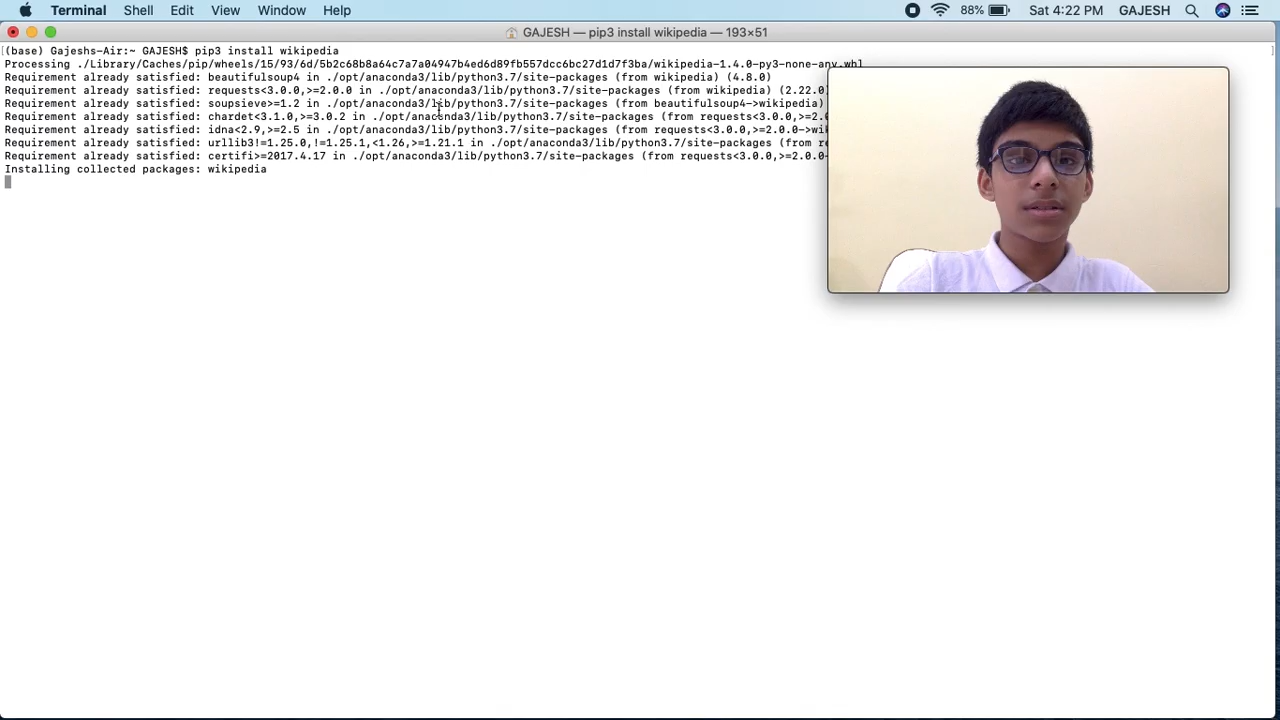 Terminal Shell Edit View Window Help 88% Sat 4:22 PM GAJESH
GAJESH — pip3 install wikipedia — 193×51
[(base) Gajeshs-Air:~ GAJESH$ pip3 install wikipedia ]
Processing ./Library/Caches/pip/wheels/15/93/6d/5b2c68b8a64c7a7a04947b4ed6d89fb557dcc6bc27d1d7f3ba/wikipedia-1.4.0-py3-none-any.whl
Requirement already satisfied: beautifulsoup4 in ./opt/anaconda3/lib/python3.7/site-packages (from wikipedia) (4.8.0)
Requirement already satisfied: requests<3.0.0,>=2.0.0 in ./opt/anaconda3/lib/python3.7/site-packages (from wikipedia) (2.22.0)
Requirement already satisfied: soupsieve>=1.2 in ./opt/anaconda3/lib/python3.7/site-packages (from beautifulsoup4->wikipedia)
Requirement already satisfied: chardet<3.1.0,>=3.0.2 in ./opt/anaconda3/lib/python3.7/site-packages (from requests<3.0.0,>=2.0
Requirement already satisfied: idna<2.9,>=2.5 in ./opt/anaconda3/lib/python3.7/site-packages (from requests<3.0.0,>=2.0.0->wik
Requirement already satisfied: urllib3!=1.25.0,!=1.25.1,<1.26,>=1.21.1 in ./opt/anaconda3/lib/python3.7/site-packages (from re
Requirement already satisfied: certifi>=2017.4.17 in ./opt/anaconda3/lib/python3.7/site-packages (from requests<3.0.0,>=2.0.0-
Installing collected packages: wikipedia